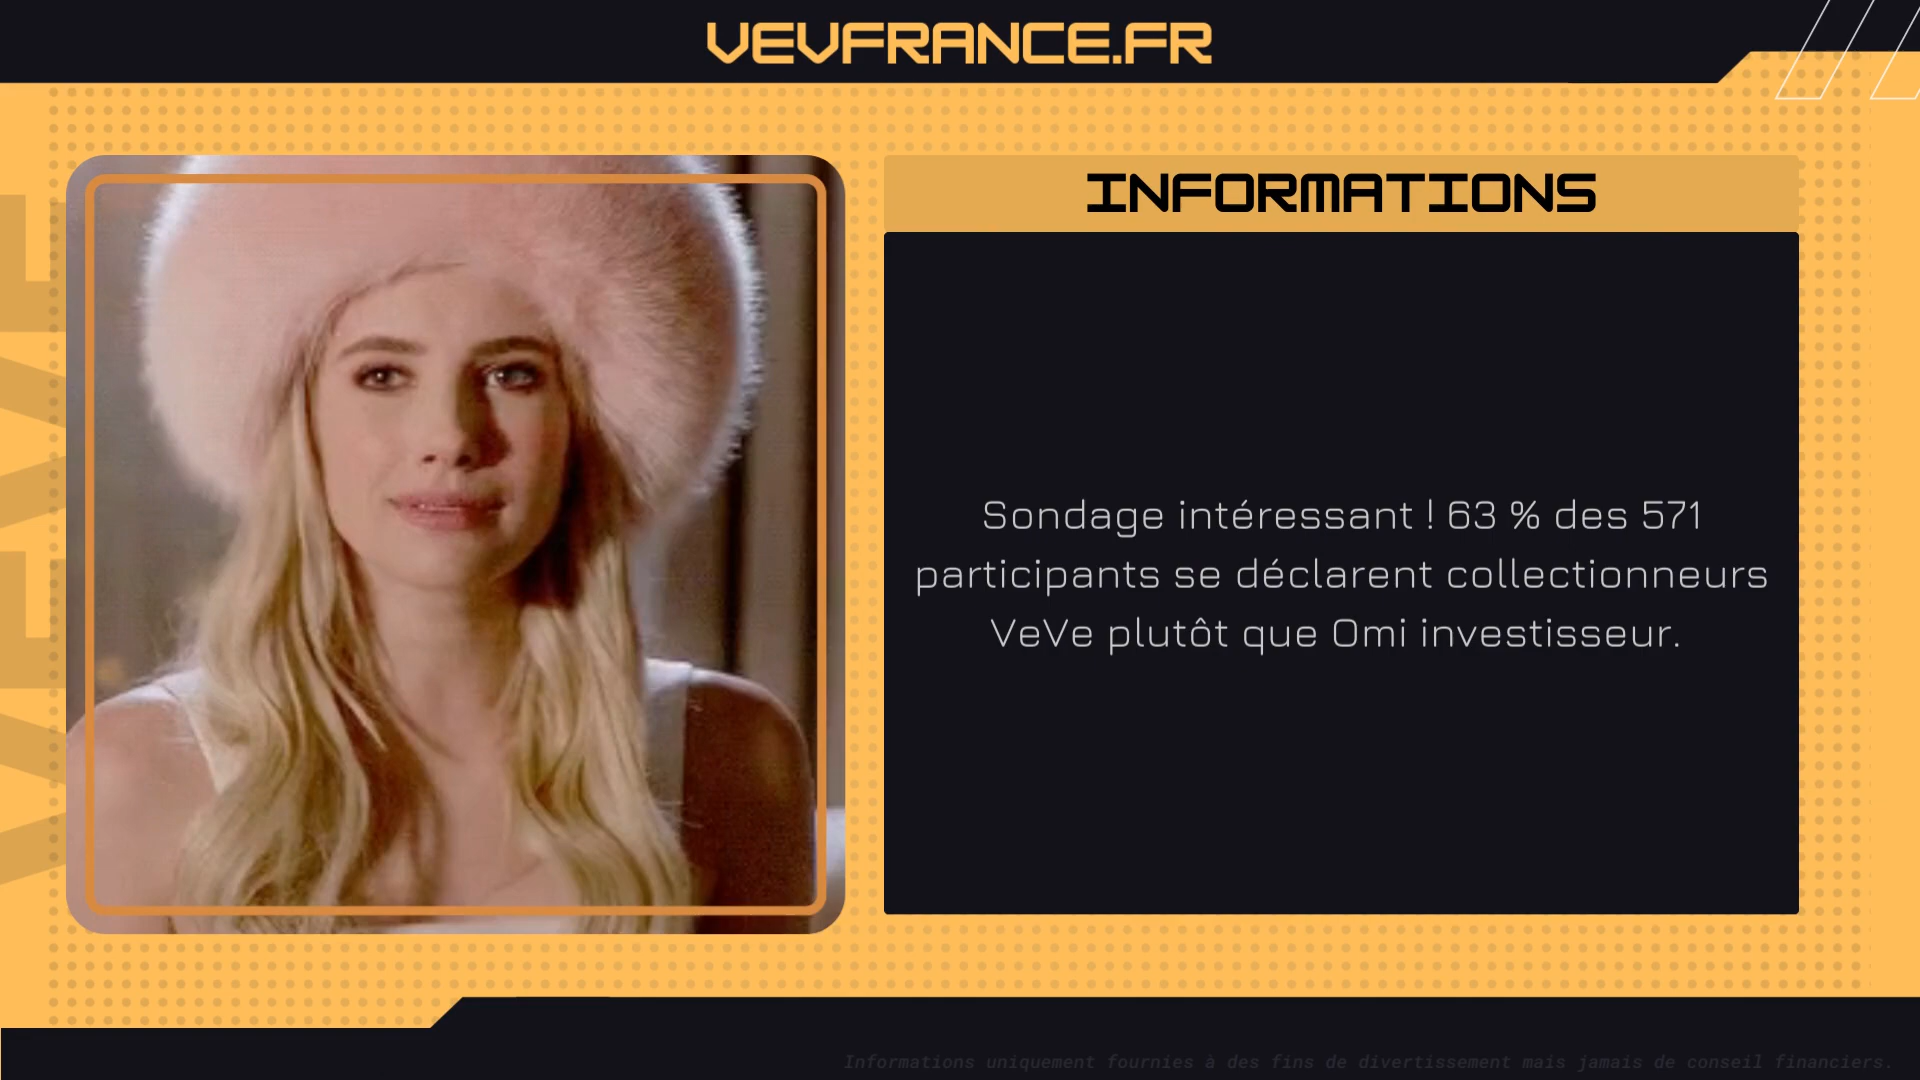 VEVFRANCE.FR
INFORMATIONS
Sondage intéressant ! 63 % des 571
participants se déclarent collectionneurs
VeVe plutôt que Omi investisseur.
VEVE
Informations uniquement fournies à des fins de divertissement mais jamais de conseil financiers.